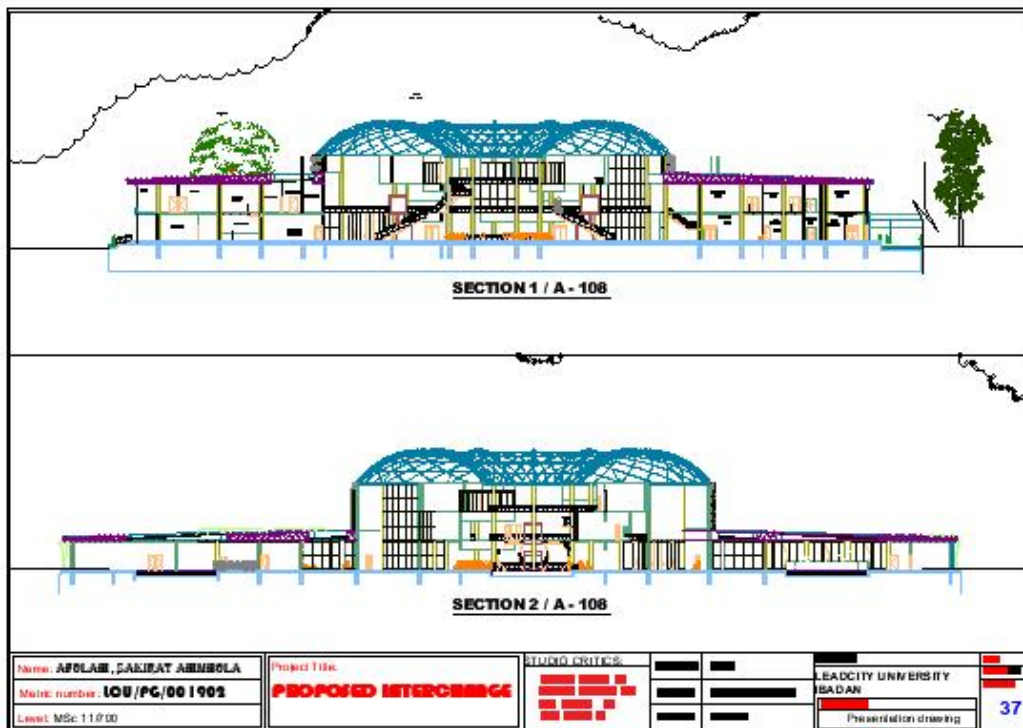 SECTION 1 / A - 108
SECTION 2 / A - 108
Name: AFOLABI, SAKIRAT ABIMBOLA
Matric number: LCU/PG/001902
Level: MSc 11/700
Project Title:
PROPOSED INTERCHANGE
STUDIO CRITICS:
LEADCITY UNIVERSITY
IBADAN
Presentation drawing
37